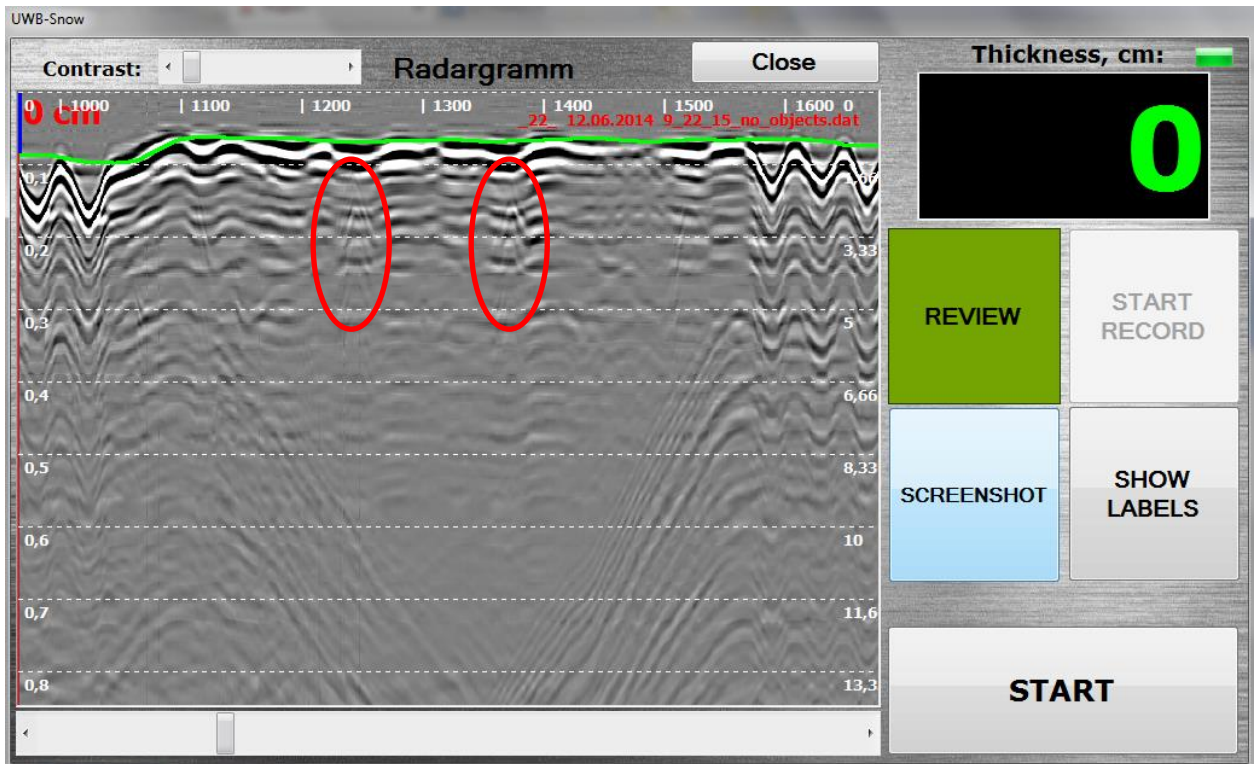 UWB-Snow
Contrast:
Radargramm
Close
Thickness, cm:
0 cm
0 | 1000 | 1100 | 1200 | 1300 | 1400 | 1500 | 1600 0
_22_ 12.06.2014 9_22_15_no_objects.dat
0
0,1 1.66
0,2 3,33
0,3 5
0,4 6,66
0,5 8,33
0,6 10
0,7 11,6
0,8 13,3
REVIEW
START
RECORD
SCREENSHOT
SHOW
LABELS
START